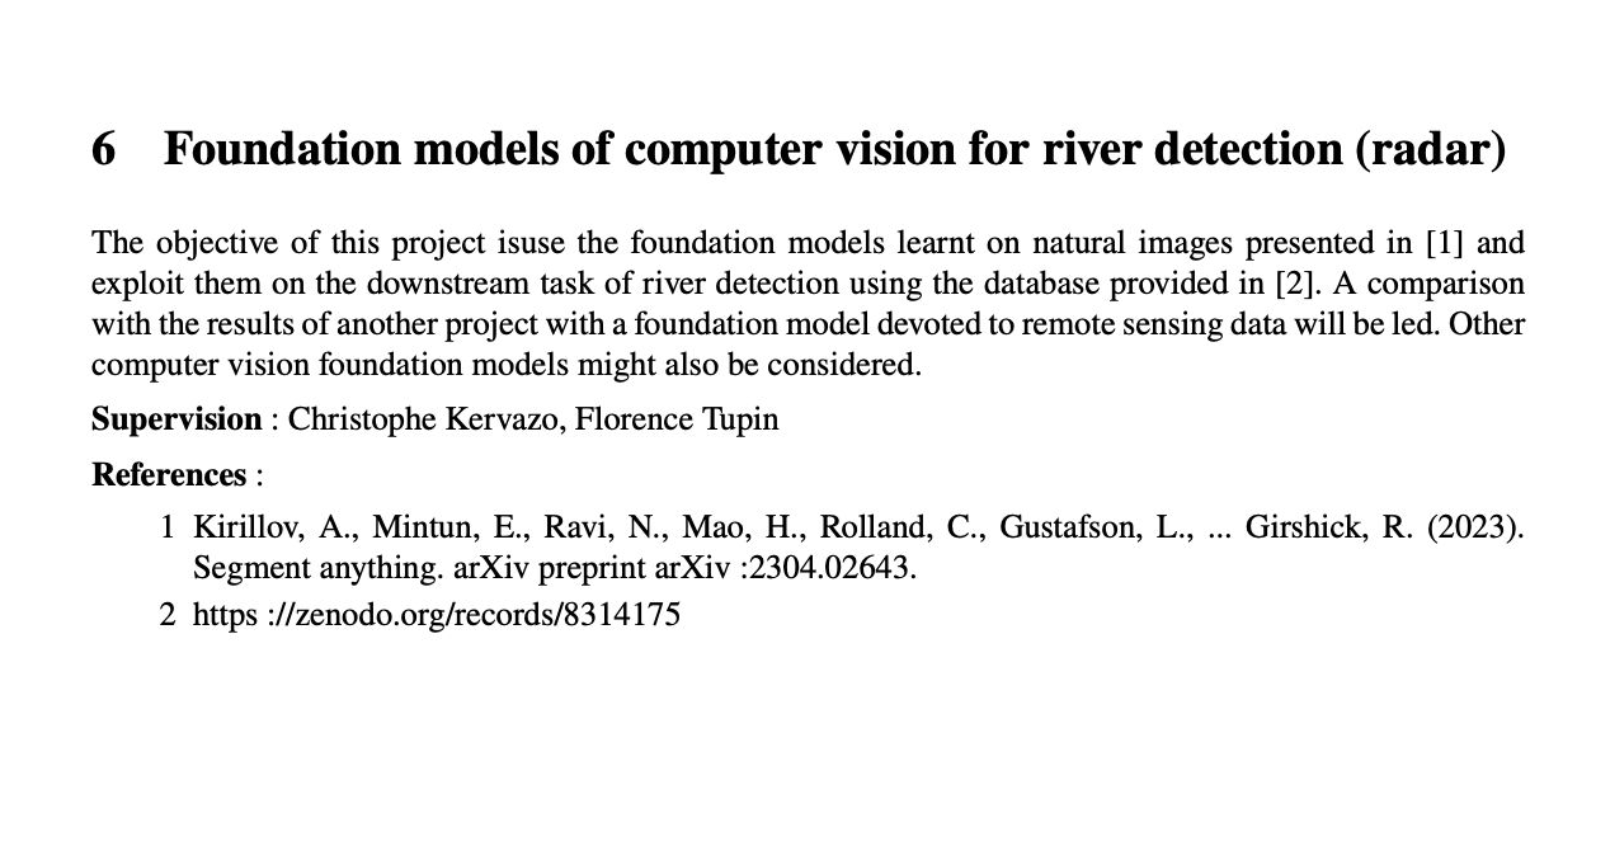 6 Foundation models of computer vision for river detection (radar)
The objective of this project isuse the foundation models learnt on natural images presented in [1] and
exploit them on the downstream task of river detection using the database provided in [2]. A comparison
with the results of another project with a foundation model devoted to remote sensing data will be led. Other
computer vision foundation models might also be considered.
Supervision : Christophe Kervazo, Florence Tupin
References :
1 Kirillov, A., Mintun, E., Ravi, N., Mao, H., Rolland, C., Gustafson, L., ... Girshick, R. (2023).
Segment anything. arXiv preprint arXiv :2304.02643.
2 https ://zenodo.org/records/8314175